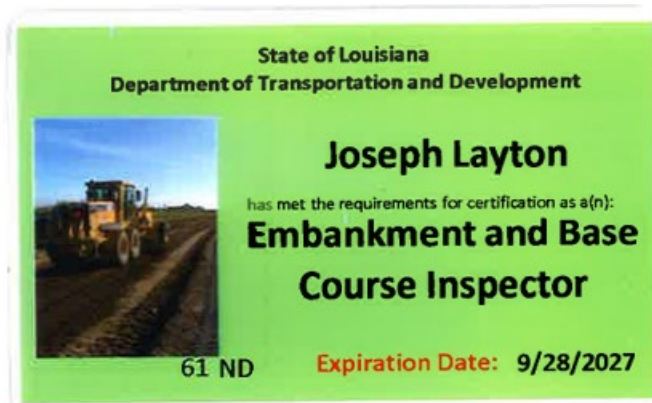 State of Louisiana
Department of Transportation and Development
Joseph Layton
has met the requirements for certification as a(n):
Embankment and Base
Course Inspector
61 ND
Expiration Date: 9/28/2027